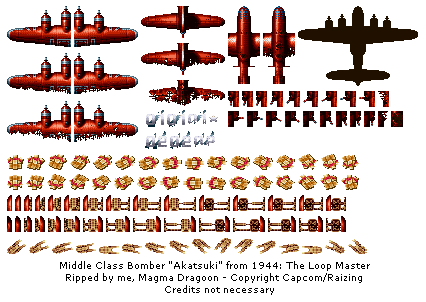 Middle Class Bomber "Akatsuki" from 1944: The Loop Master
Ripped by me, Magma Dragoon - Copyright Capcom/Raizing
Credits not necessary